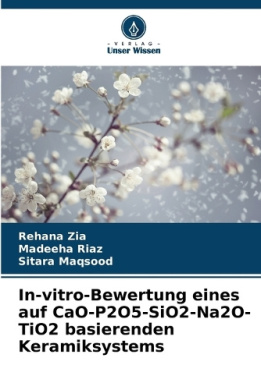 - VERLAG -
Unser Wissen
Rehana Zia
Madeeha Riaz
Sitara Maqsood
In-vitro-Bewertung eines
auf CaO-P2O5-SiO2-Na2O-
TiO2 basierenden
Keramiksystems